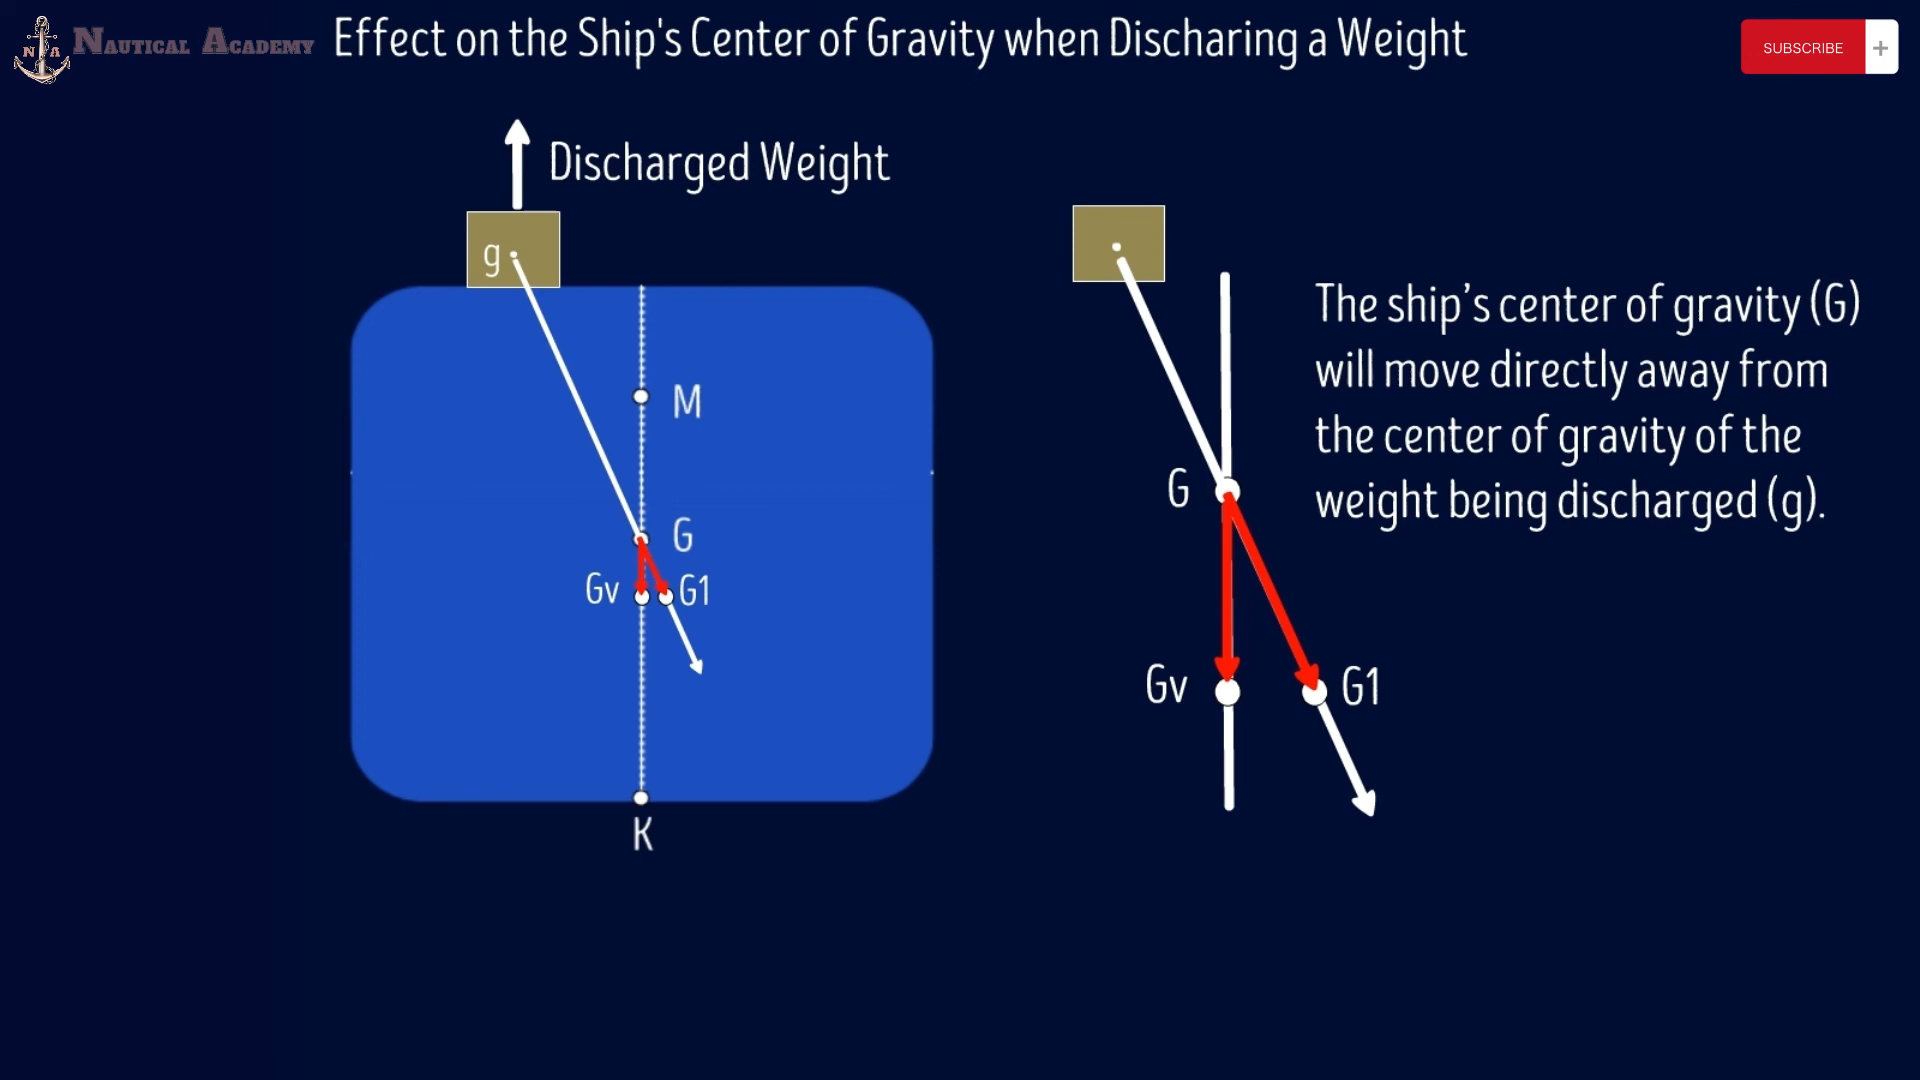 NAUTICAL ACADEMY
N A
Effect on the Ship's Center of Gravity when Discharing a Weight
SUBSCRIBE +
Discharged Weight
g
M
G
Gv
G1
K
G
Gv
G1
The ship’s center of gravity (G)
will move directly away from
the center of gravity of the
weight being discharged (g).